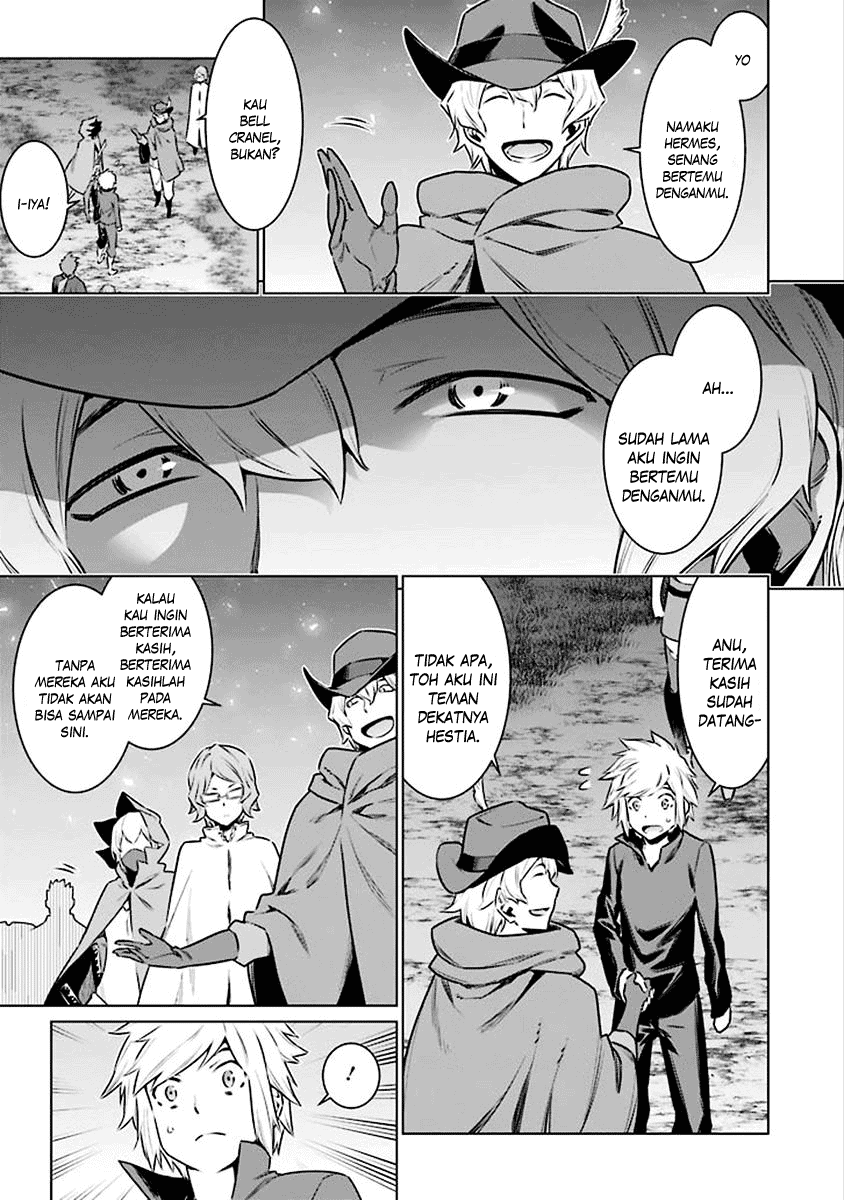 YO
NAMAKU
HERMES,
SENANG
BERTEMU
DENGANMU.
KAU
BELL
CRANEL,
BUKAN?
I-IYA!
AH...
SUDAH LAMA
AKU INGIN
BERTEMU
DENGANMU.
ANU,
TERIMA
KASIH
SUDAH
DATANG-
TIDAK APA,
TOH AKU INI
TEMAN
DEKATNYA
HESTIA.
KALAU
KAU INGIN
BERTERIMA
KASIH,
BERTERIMA
KASIHLAH
PADA
MEREKA.
TANPA
MEREKA AKU
TIDAK AKAN
BISA SAMPAI
SINI.
!